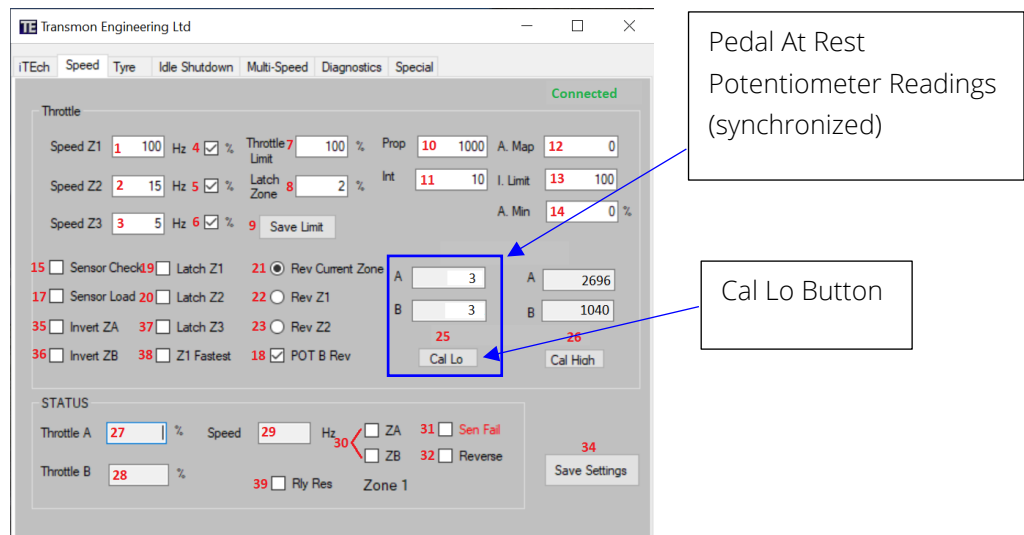 TE Transmon Engineering Ltd
iTEch Speed Tyre Idle Shutdown Multi-Speed Diagnostics Special
Connected
Throttle
Speed Z1 1 100 Hz 4 % Throttle Limit 7 100 % Prop 10 1000 A. Map 12 0
Speed Z2 2 15 Hz 5 % Latch Zone 8 2 % Int 11 10 I. Limit 13 100
Speed Z3 3 5 Hz 6 % 9 Save Limit A. Min 14 0 %
15 Sensor Check 19 Latch Z1 21 Rev Current Zone A 3 A 2696
17 Sensor Load 20 Latch Z2 22 Rev Z1 B 3 B 1040
35 Invert ZA 37 Latch Z3 23 Rev Z2 25 26
36 Invert ZB 38 Z1 Fastest 18 POT B Rev Cal Lo Cal High
STATUS
Throttle A 27 % Speed 29 Hz 30 ZA 31 Sen Fail
ZB 32 Reverse 34
Throttle B 28 % 39 Rly Res Zone 1 Save Settings
Pedal At Rest
Potentiometer Readings
(synchronized)
Cal Lo Button